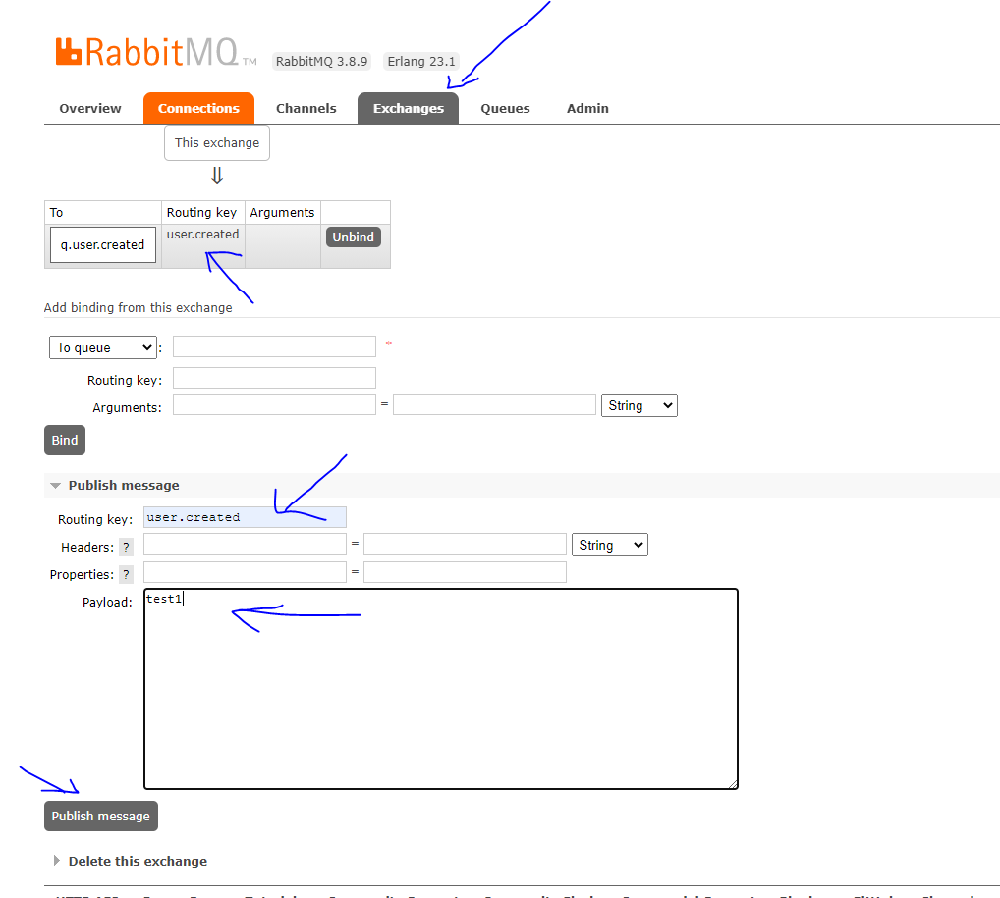 RabbitMQ TM RabbitMQ 3.8.9 Erlang 23.1
Overview Connections Channels Exchanges Queues Admin
This exchange
⇓
To Routing key Arguments
q.user.created user.created Unbind
Add binding from this exchange
To queue : *
Routing key:
Arguments: = String
Bind
Publish message
Routing key: user.created
Headers: ? = String
Properties: ? =
Payload: test1
Publish message
Delete this exchange